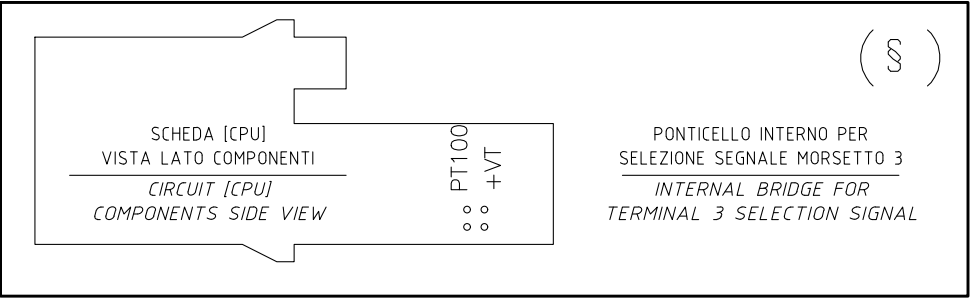 (§)
SCHEDA [CPU]
VISTA LATO COMPONENTI
CIRCUIT [CPU]
COMPONENTS SIDE VIEW
PT100
+VT
PONTICELLO INTERNO PER
SELEZIONE SEGNALE MORSETTO 3
INTERNAL BRIDGE FOR
TERMINAL 3 SELECTION SIGNAL